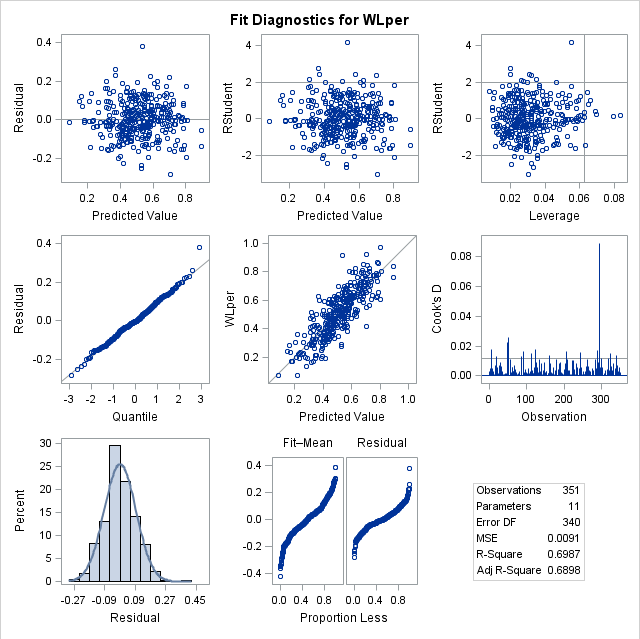 Fit Diagnostics for WLper
0.4
0.2
0.0
-0.2
Residual
0.2 0.4 0.6 0.8
Predicted Value
4
2
0
-2
RStudent
0.2 0.4 0.6 0.8
Predicted Value
4
2
0
-2
RStudent
0.02 0.04 0.06 0.08
Leverage
0.4
0.2
0.0
-0.2
Residual
-3 -2 -1 0 1 2 3
Quantile
1.0
0.8
0.6
0.4
0.2
WLper
0.2 0.4 0.6 0.8 1.0
Predicted Value
0.08
0.06
0.04
0.02
0.00
Cook's D
0 100 200 300
Observation
30
25
20
15
10
5
0
Percent
-0.27 -0.09 0.09 0.27 0.45
Residual
Fit–Mean Residual
0.4
0.2
0.0
-0.2
-0.4
0.0 0.4 0.8 0.0 0.4 0.8
Proportion Less
Observations 351
Parameters 11
Error DF 340
MSE 0.0091
R-Square 0.6987
Adj R-Square 0.6898